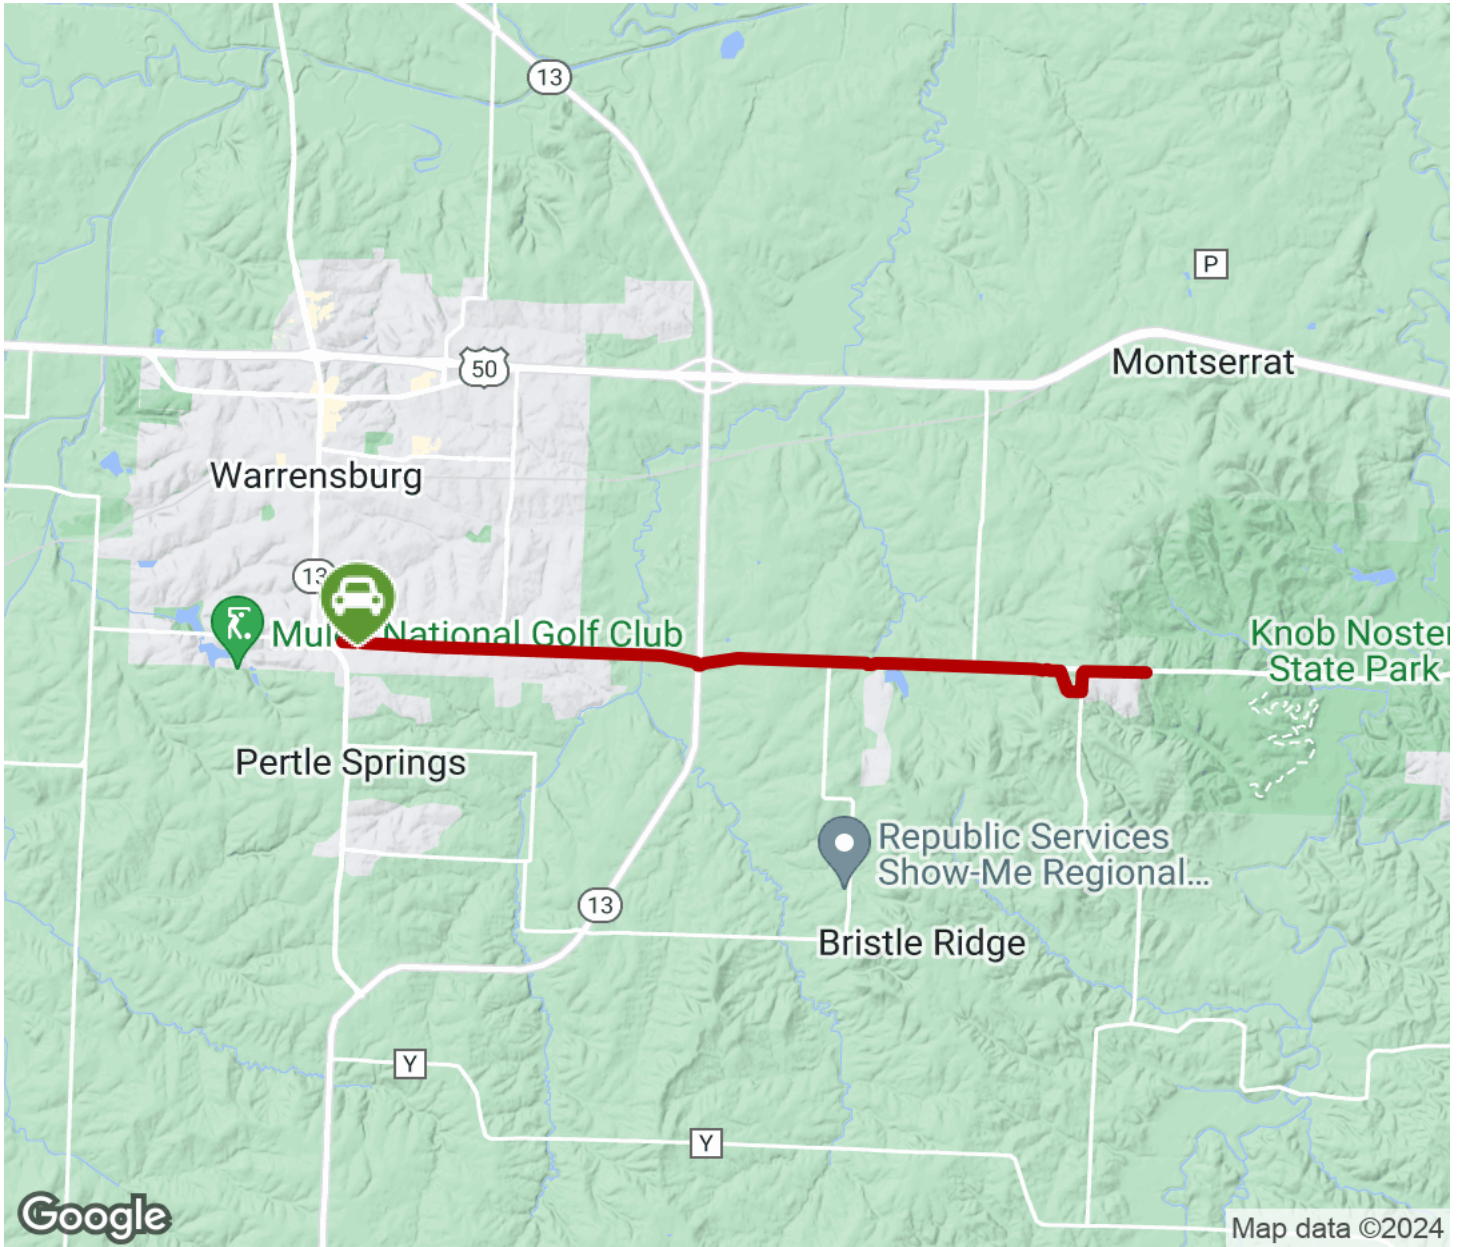 13
P
50
Montserrat
Warrensburg
13
National Golf Club
Knob Noster
State Park
Pertle Springs
Republic Services
Show-Me Regional...
13
Bristle Ridge
Y
Y
Google
Map data ©2024